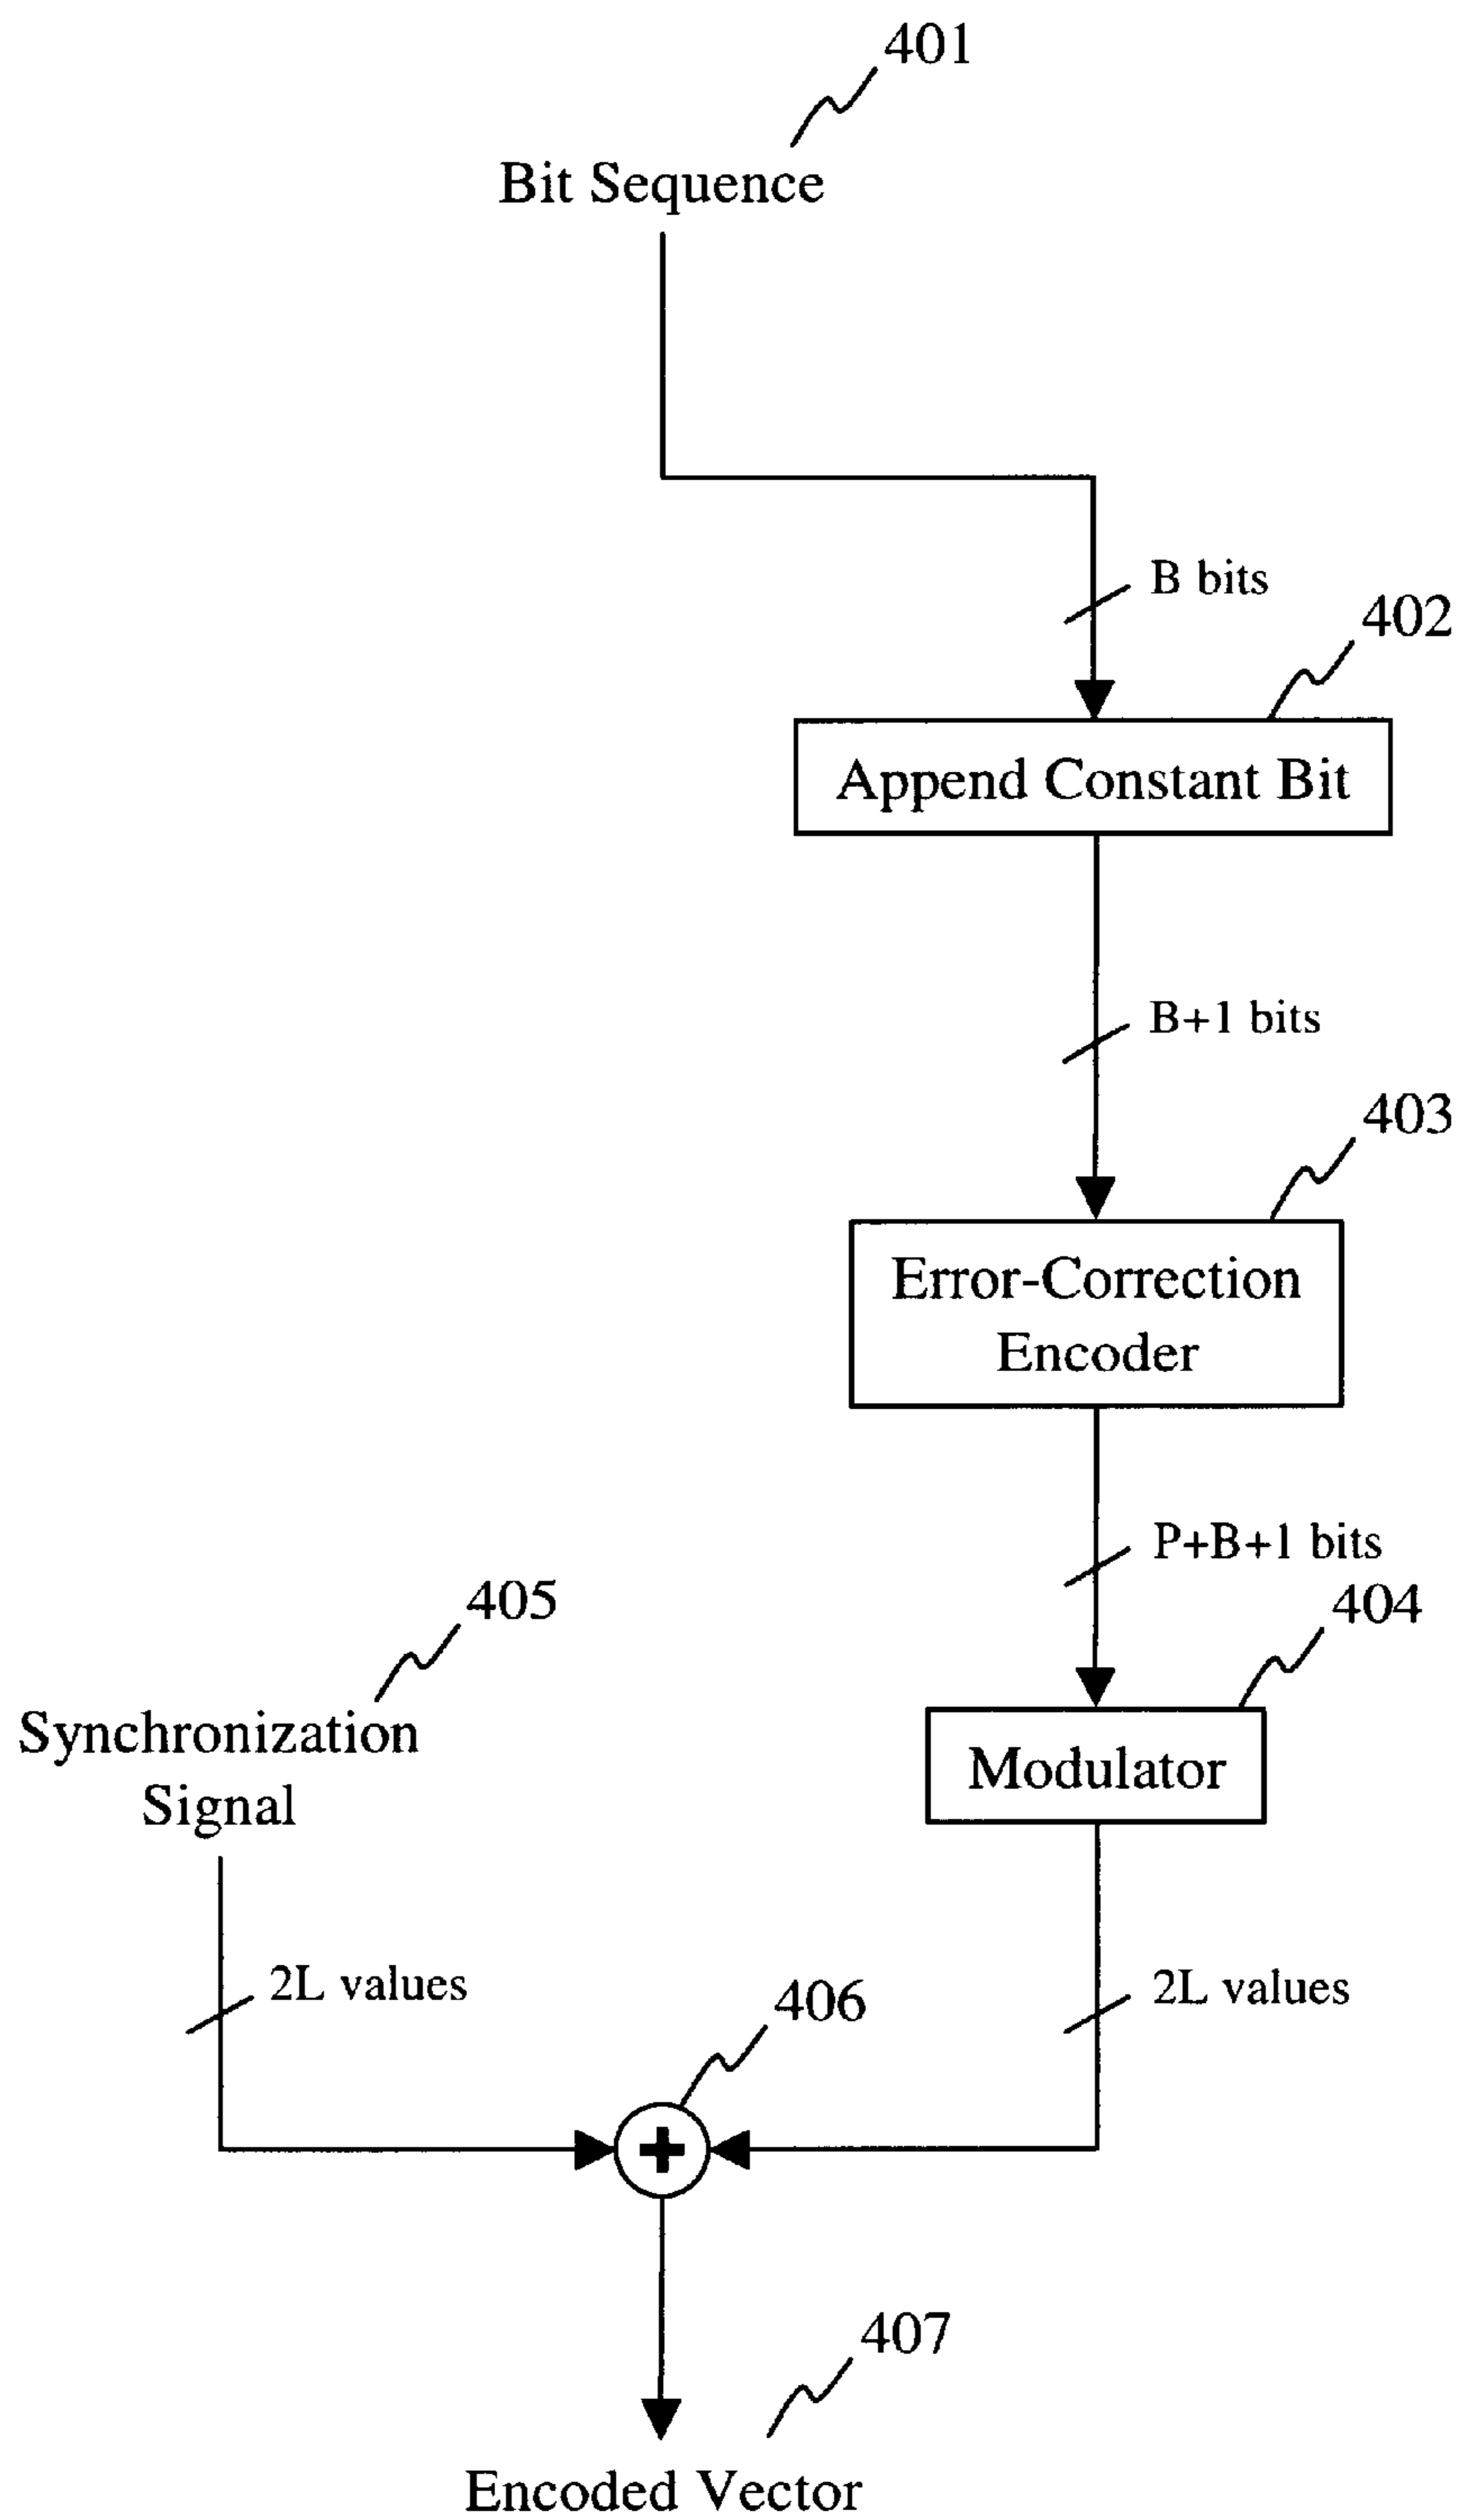 401
Bit Sequence
B bits
402
Append Constant Bit
B+1 bits
403
Error-Correction
Encoder
P+B+1 bits
404
405
Synchronization
Signal
Modulator
2L values
2L values
406
+
407
Encoded Vector